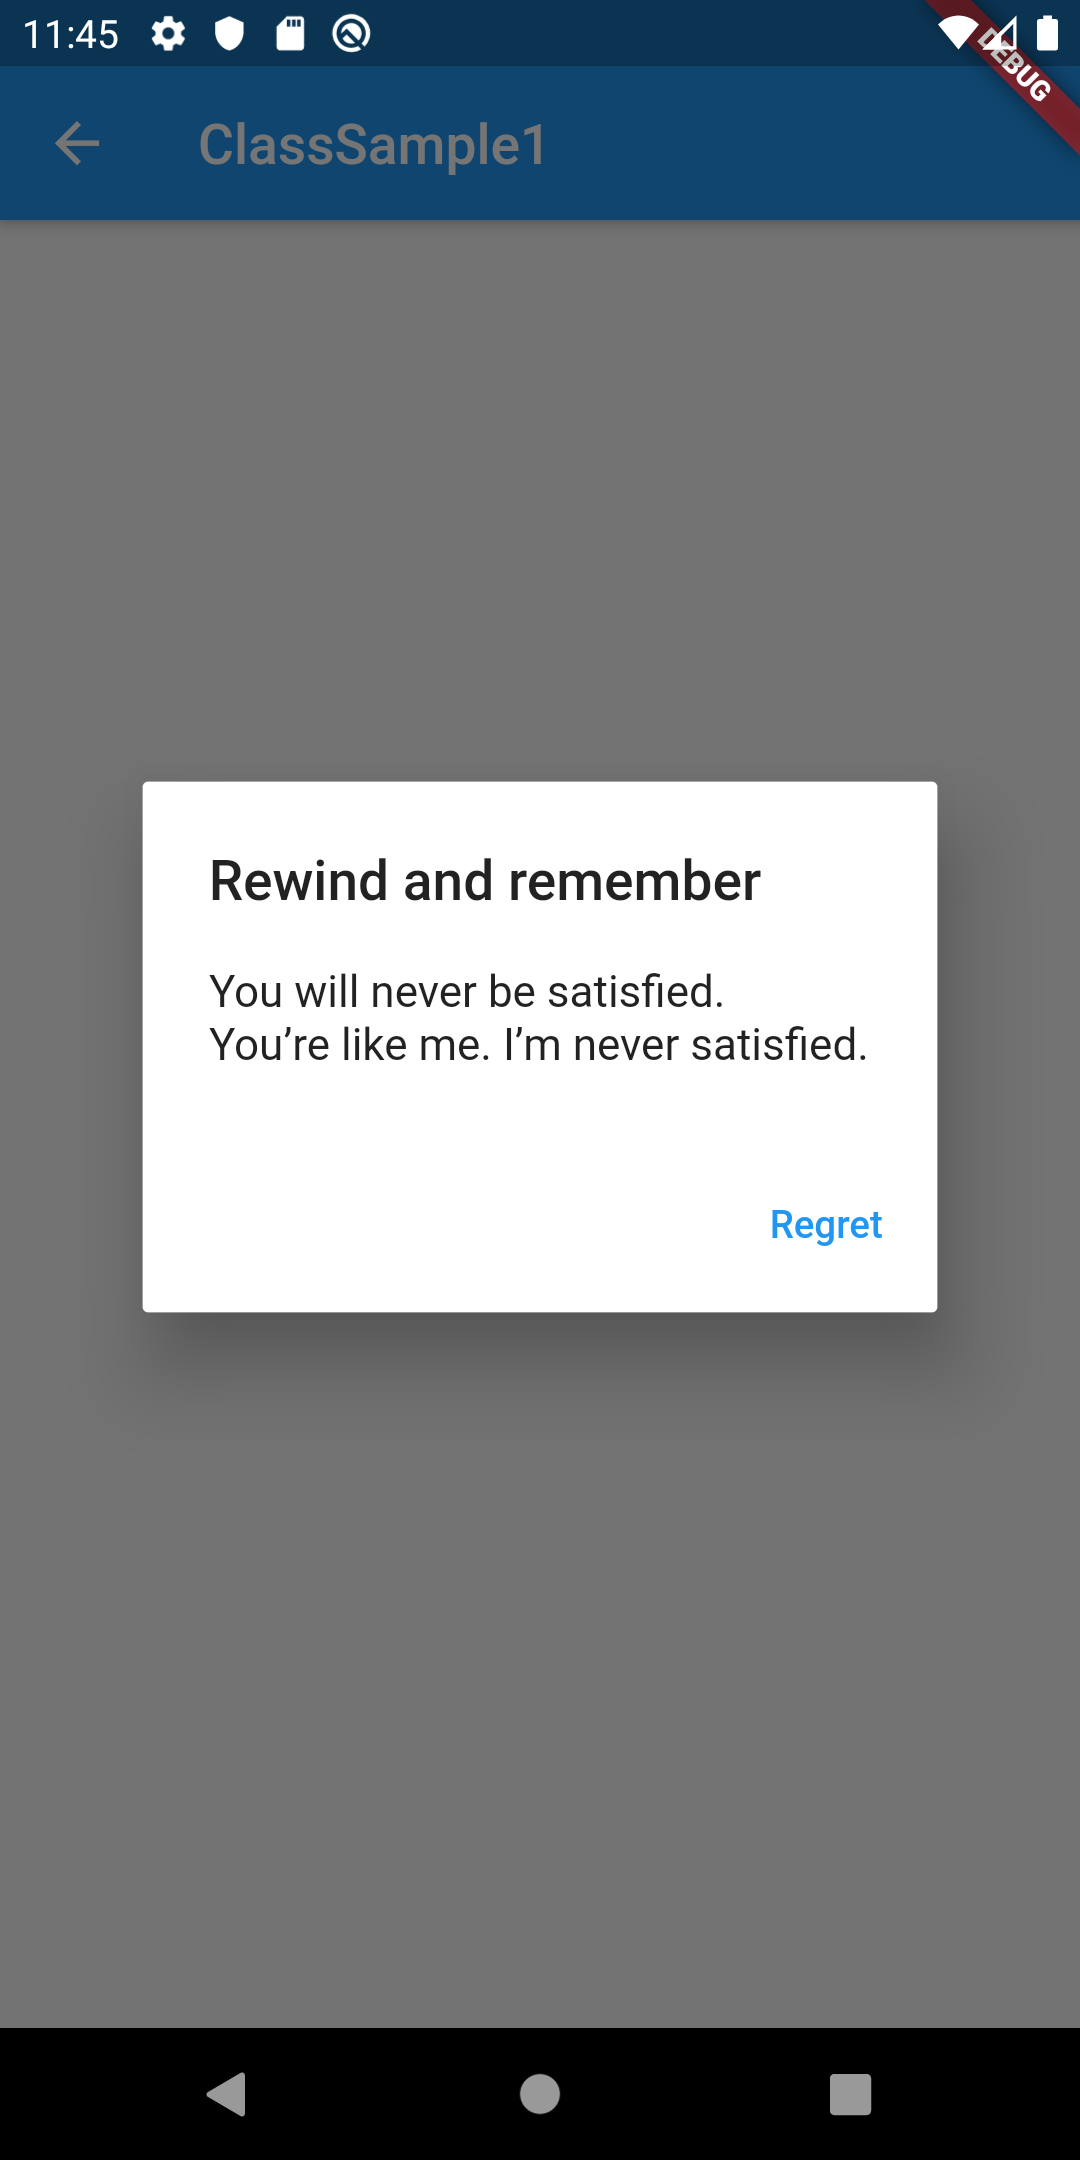 11:45
DEBUG
ClassSample1
Rewind and remember
You will never be satisfied.
You’re like me. I’m never satisfied.
Regret